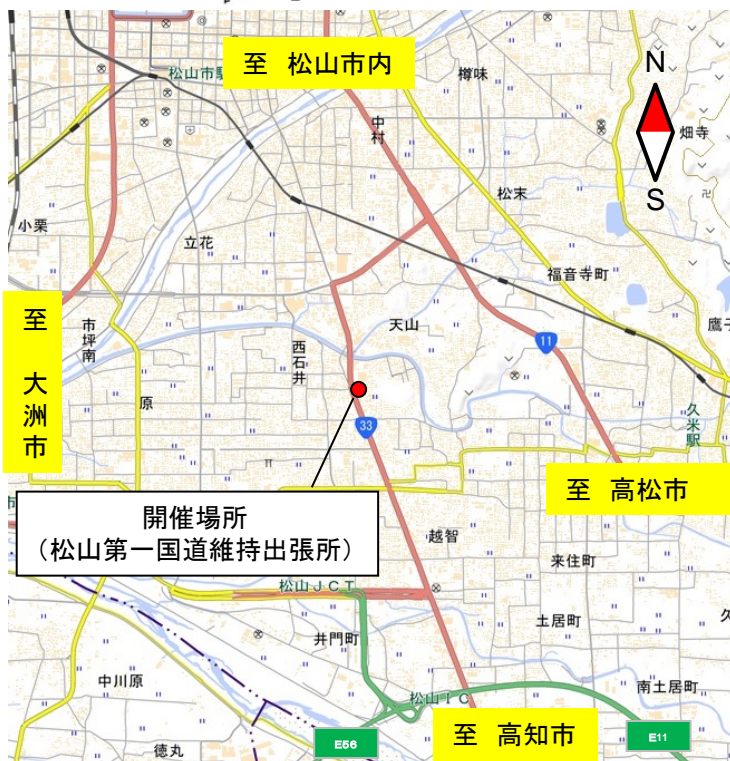 至 松山市内
松山市駅
樽味
N
S
畑寺
中村
松末
小栗
立花
福音寺町
鷹子
至
大洲市
市坪南
西石井
天山
11
原
33
久米駅
至 高松市
開催場所
（松山第一国道維持出張所）
越智
来住町
松山ＪＣＴ
土居町
井門町
中川原
松山ＩＣ
南土居町
徳丸
E56
至 高知市
E11